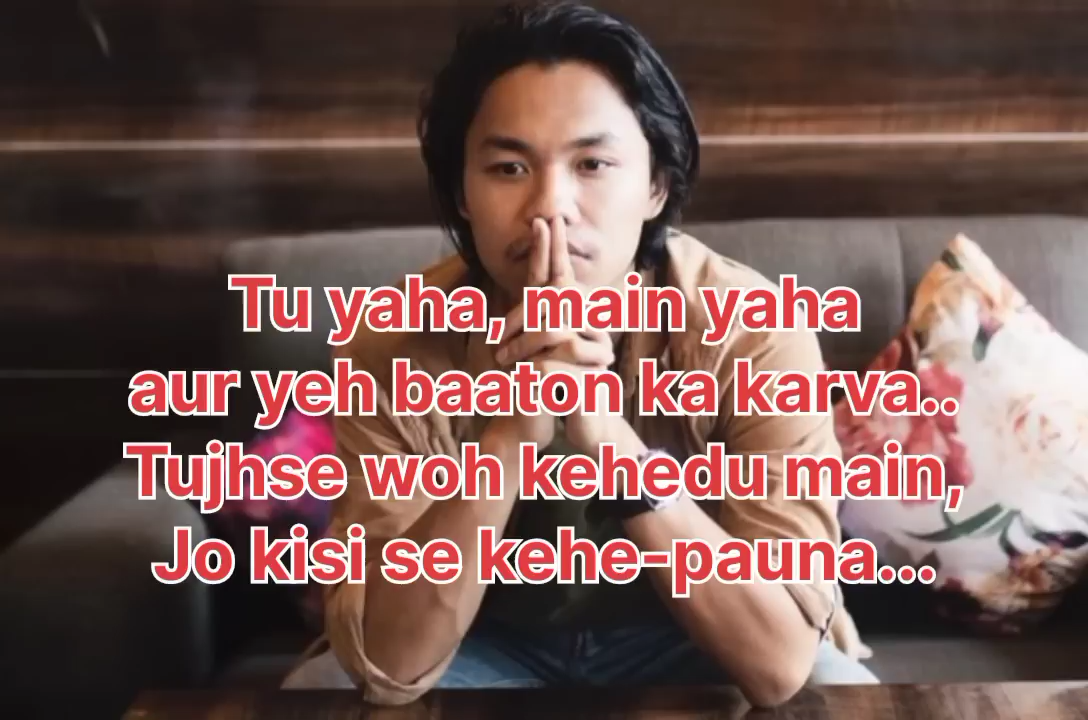 Tu yaha, main yaha
aur yeh baaton ka karva..
Tujhse woh kehedu main,
Jo kisi se kehe-pauna...